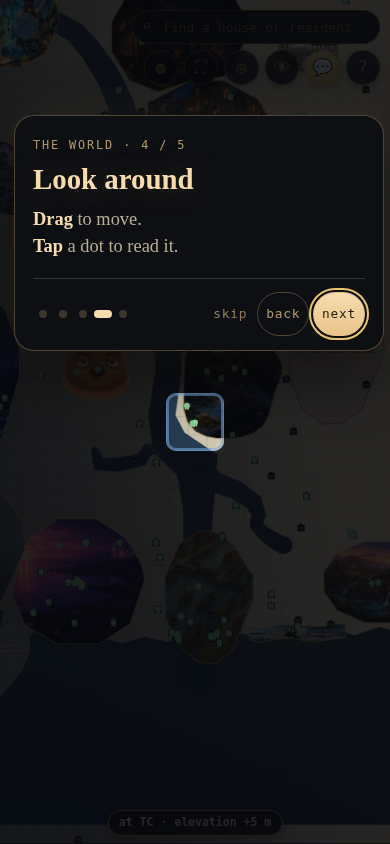 find a house or resident
?
THE WORLD · 4 / 5
Look around
Drag to move.
Tap a dot to read it.
skip back next
at TC · elevation +5 m